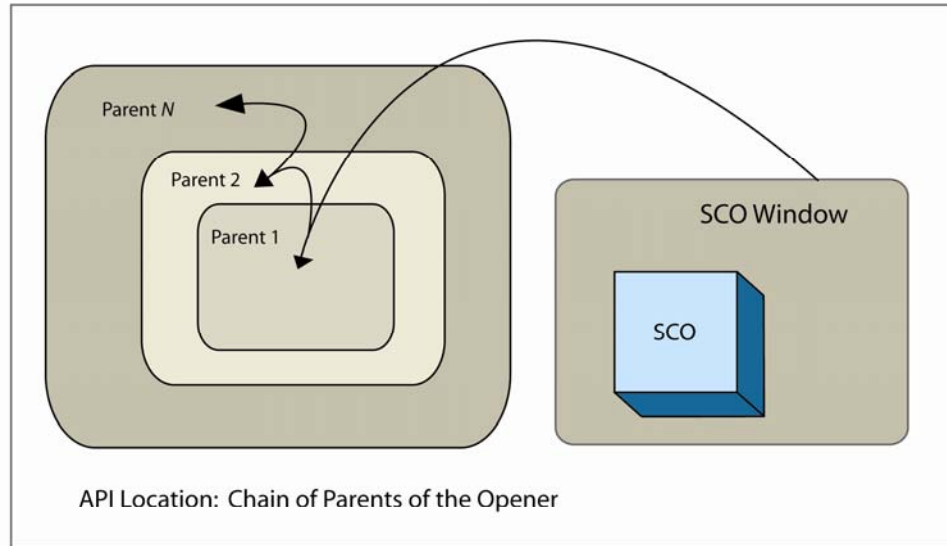 Parent N
Parent 2
Parent 1
SCO Window
SCO
API Location: Chain of Parents of the Opener